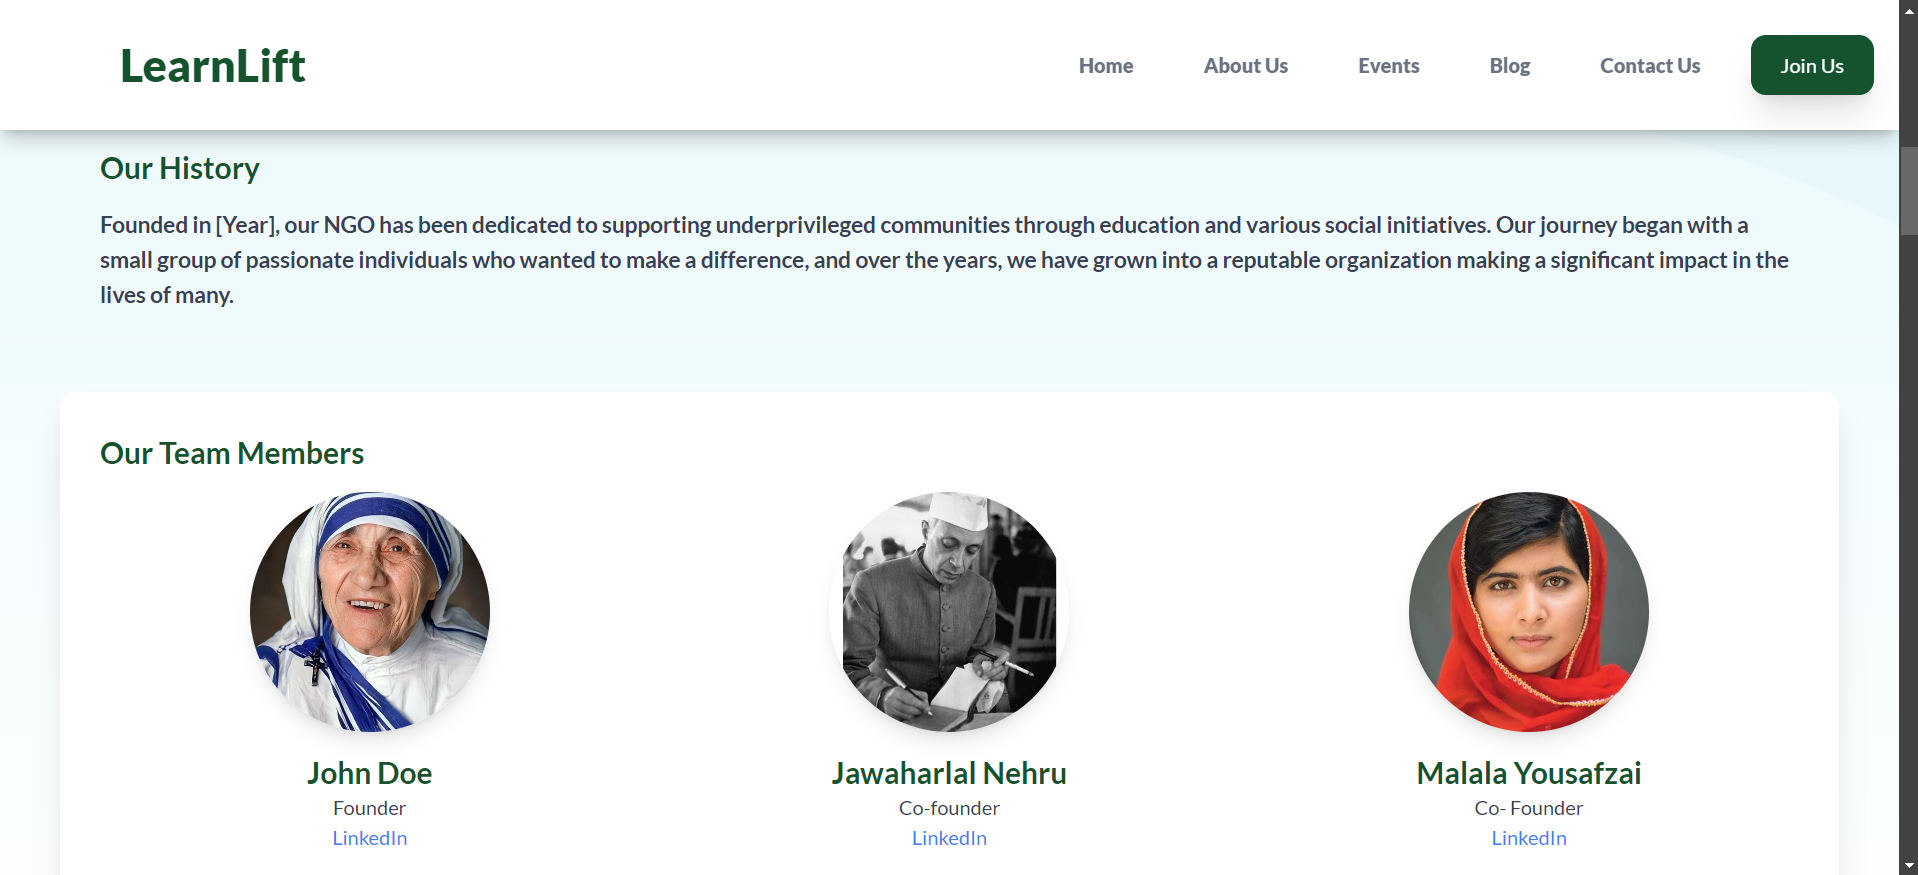 LearnLift
Home About Us Events Blog Contact Us Join Us
Our History
Founded in [Year], our NGO has been dedicated to supporting underprivileged communities through education and various social initiatives. Our journey began with a
small group of passionate individuals who wanted to make a difference, and over the years, we have grown into a reputable organization making a significant impact in the
lives of many.
Our Team Members
John Doe Jawaharlal Nehru Malala Yousafzai
Founder Co-founder Co- Founder
LinkedIn LinkedIn LinkedIn